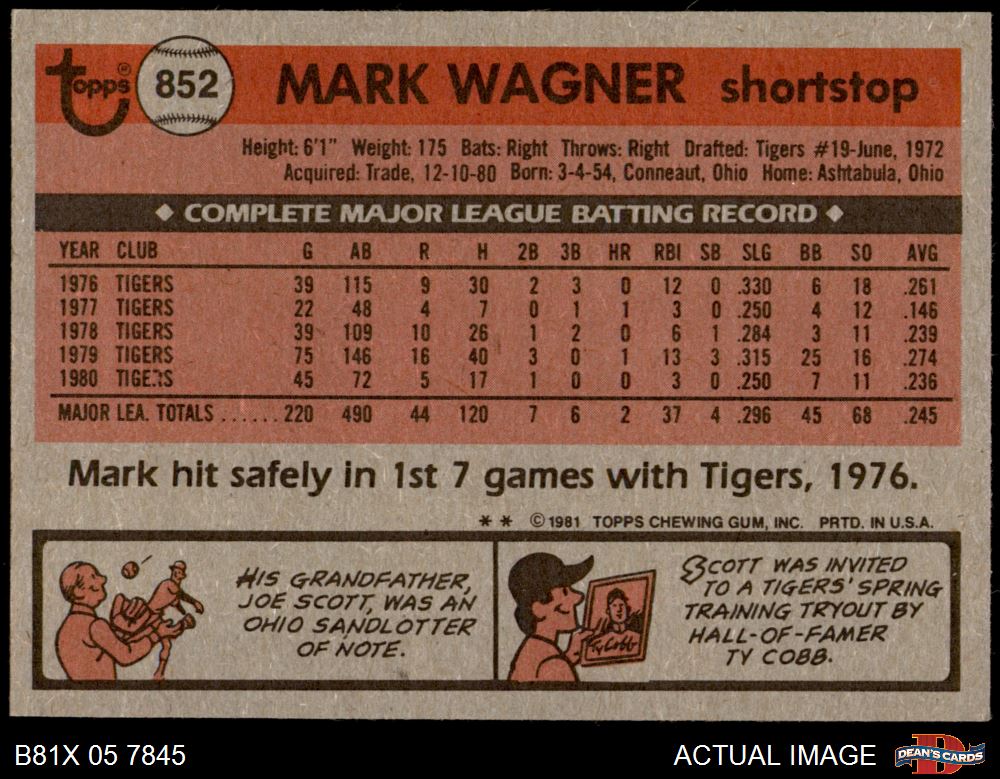 topps® 852 MARK WAGNER shortstop
Height: 6'1" Weight: 175 Bats: Right Throws: Right Drafted: Tigers #19-June, 1972
Acquired: Trade, 12-10-80 Born: 3-4-54, Conneaut, Ohio Home: Ashtabula, Ohio
◆ COMPLETE MAJOR LEAGUE BATTING RECORD ◆
YEAR CLUB G AB R H 2B 3B HR RBI SB SLG BB SO AVG
1976 TIGERS 39 115 9 30 2 3 0 12 0 .330 6 18 .261
1977 TIGERS 22 48 4 7 0 1 1 3 0 .250 4 12 .146
1978 TIGERS 39 109 10 26 1 2 0 6 1 .284 3 11 .239
1979 TIGERS 75 146 16 40 3 0 1 13 3 .315 25 16 .274
1980 TIGERS 45 72 5 17 1 0 0 3 0 .250 7 11 .236
MAJOR LEA. TOTALS ...... 220 490 44 120 7 6 2 37 4 .296 45 68 .245
Mark hit safely in 1st 7 games with Tigers, 1976.
** ©1981 TOPPS CHEWING GUM, INC. PRTD. IN U.S.A.
HIS GRANDFATHER,
JOE SCOTT, WAS AN
OHIO SANDLOTTER
OF NOTE.
Ty Cobb
SCOTT WAS INVITED
TO A TIGERS' SPRING
TRAINING TRYOUT BY
HALL-OF-FAMER
TY COBB.
B81X 05 7845 ACTUAL IMAGE DEAN'S CARDS